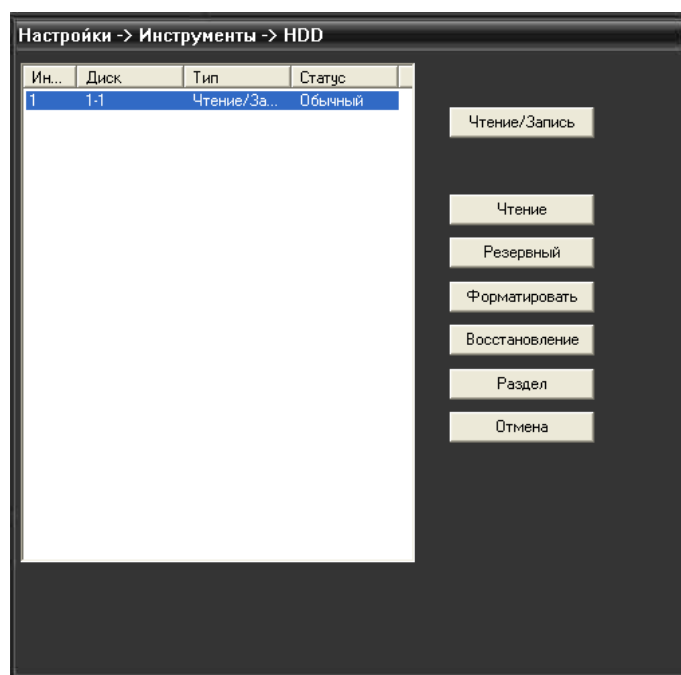 Настройки -> Инструменты -> HDD
Ин... Диск Тип Статус
1 1-1 Чтение/За... Обычный
Чтение/Запись
Чтение
Резервный
Форматировать
Восстановление
Раздел
Отмена